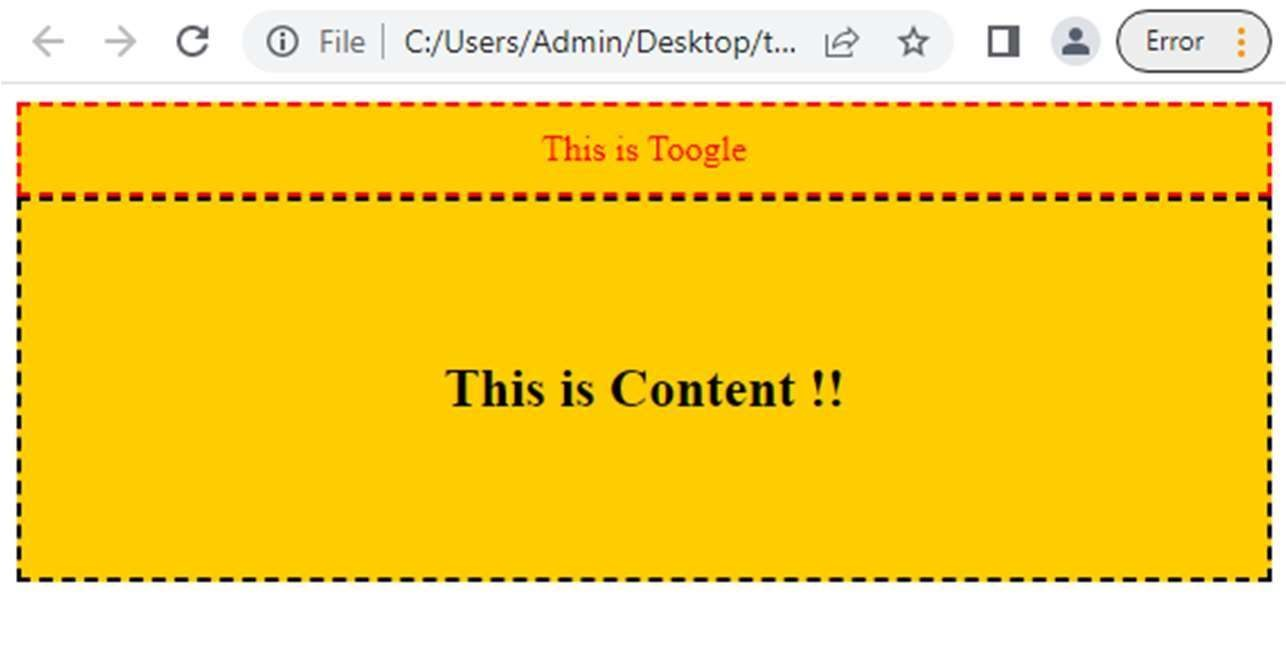 File C:/Users/Admin/Desktop/t... Error
This is Toogle
This is Content !!